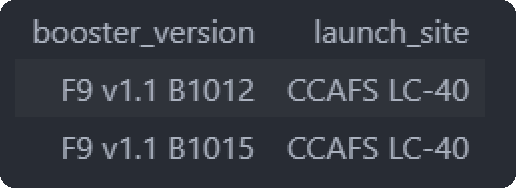 booster_version launch_site
F9 v1.1 B1012 CCAFS LC-40
F9 v1.1 B1015 CCAFS LC-40